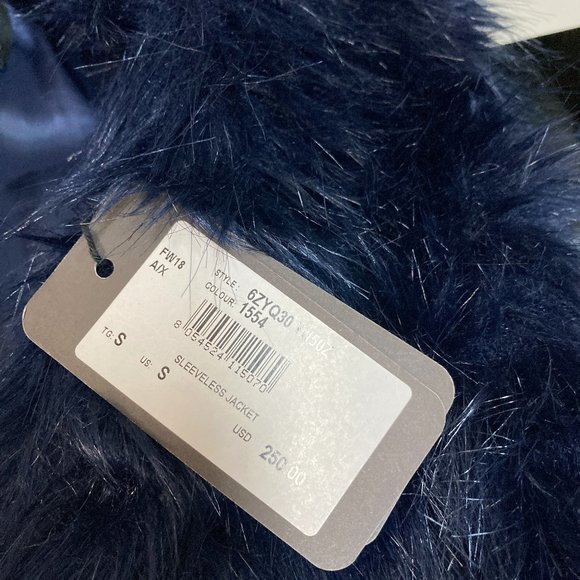 FW18
A/X
STYLE: 6ZYQ30
COLOUR: 1554
8 054524 115070
TG: S US: S
SLEEVELESS JACKET
USD 250.00